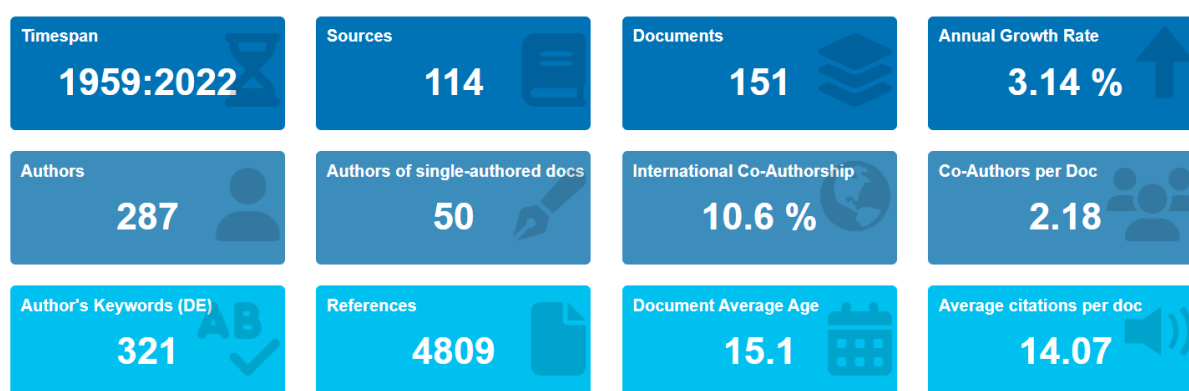 Timespan
1959:2022
Sources
114
Documents
151
Annual Growth Rate
3.14 %
Authors
287
Authors of single-authored docs
50
International Co-Authorship
10.6 %
Co-Authors per Doc
2.18
Author's Keywords (DE)
321
References
4809
Document Average Age
15.1
Average citations per doc
14.07
AB